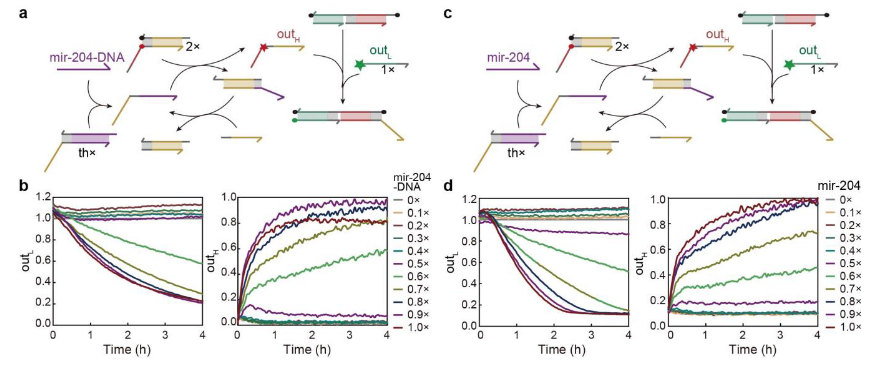 a
mir-204-DNA
2×
out_H
out_L
1×
th×
c
mir-204
2×
out_H
out_L
1×
th×
b
out_L
1.2
1.0
0.8
0.6
0.4
0.2
0.0
0 1 2 3 4
Time (h)
out_H
1.0
0.8
0.6
0.4
0.2
0.0
0 1 2 3 4
Time (h)
mir-204
-DNA
0×
0.1×
0.2×
0.3×
0.4×
0.5×
0.6×
0.7×
0.8×
0.9×
1.0×
d
out_L
1.2
1.0
0.8
0.6
0.4
0.2
0.0
0 1 2 3 4
Time (h)
out_H
1.0
0.8
0.6
0.4
0.2
0.0
0 1 2 3 4
Time (h)
mir-204
0×
0.1×
0.2×
0.3×
0.4×
0.5×
0.6×
0.7×
0.8×
0.9×
1.0×